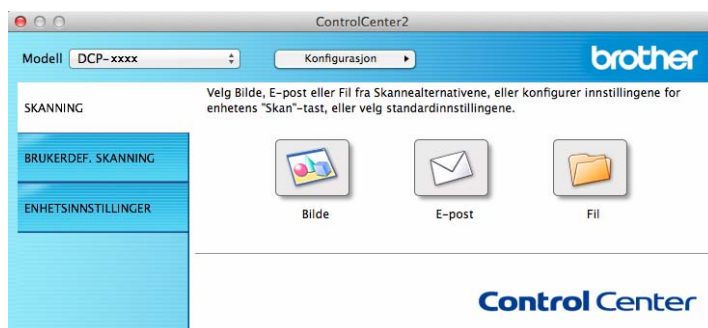 ControlCenter2
Modell DCP-xxxx Konfigurasjon brother
SKANNING
BRUKERDEF. SKANNING
ENHETSINNSTILLINGER
Velg Bilde, E-post eller Fil fra Skannealternativene, eller konfigurer innstillingene for
enhetens "Skan"-tast, eller velg standardinnstillingene.
Bilde E-post Fil
Control Center